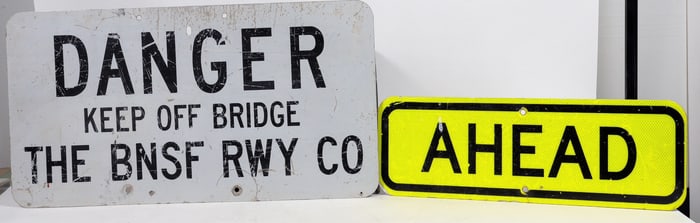 DANGER
KEEP OFF BRIDGE
THE BNSF RWY CO
AHEAD